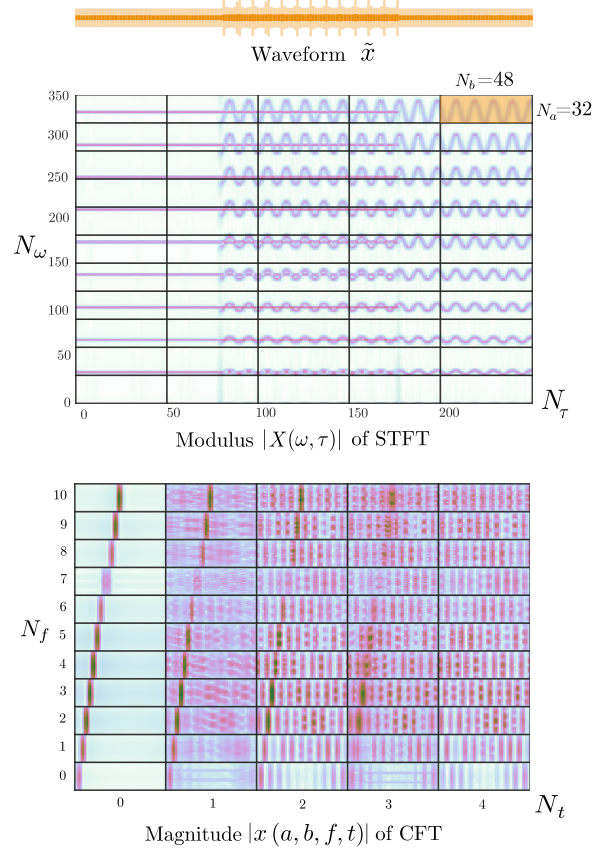 Waveform x̃
N_b=48
350
N_a=32
300
250
200
N_ω
150
100
50
0
0 50 100 150 200
N_τ
Modulus |X(ω,τ)| of STFT
10
9
8
7
6
N_f
5
4
3
2
1
0
0 1 2 3 4
N_t
Magnitude |x (a, b, f, t)| of CFT